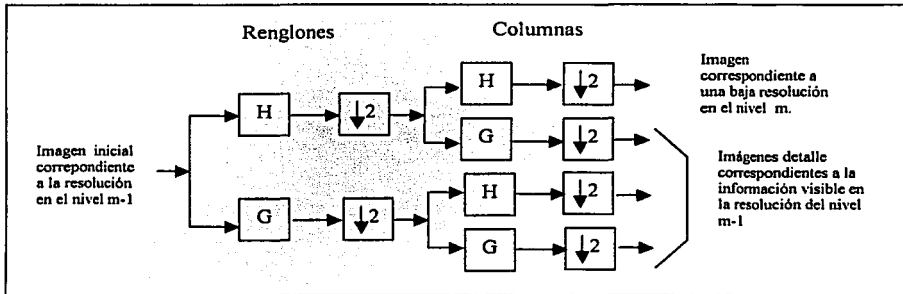 Renglones
Columnas
Imagen inicial
correpondiente
a la resolución
en el nivel m-1
H
↓2
G
↓2
H
↓2
G
↓2
H
↓2
G
↓2
Imagen
correspondiente a
una baja resolución
en el nivel m.
Imágenes detalle
correspondientes a la
información visible en
la resolución del nivel
m-1